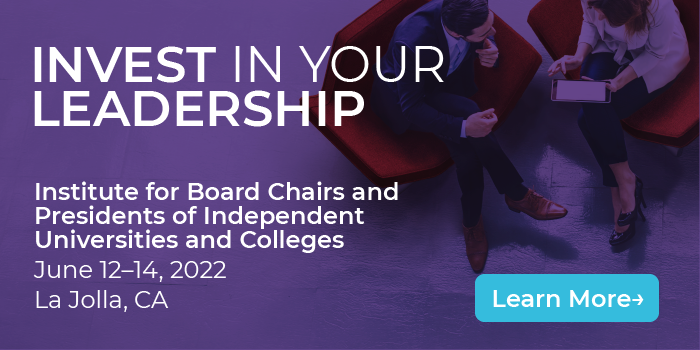 INVEST IN YOUR
LEADERSHIP
Institute for Board Chairs and
Presidents of Independent
Universities and Colleges
June 12–14, 2022
La Jolla, CA
Learn More→